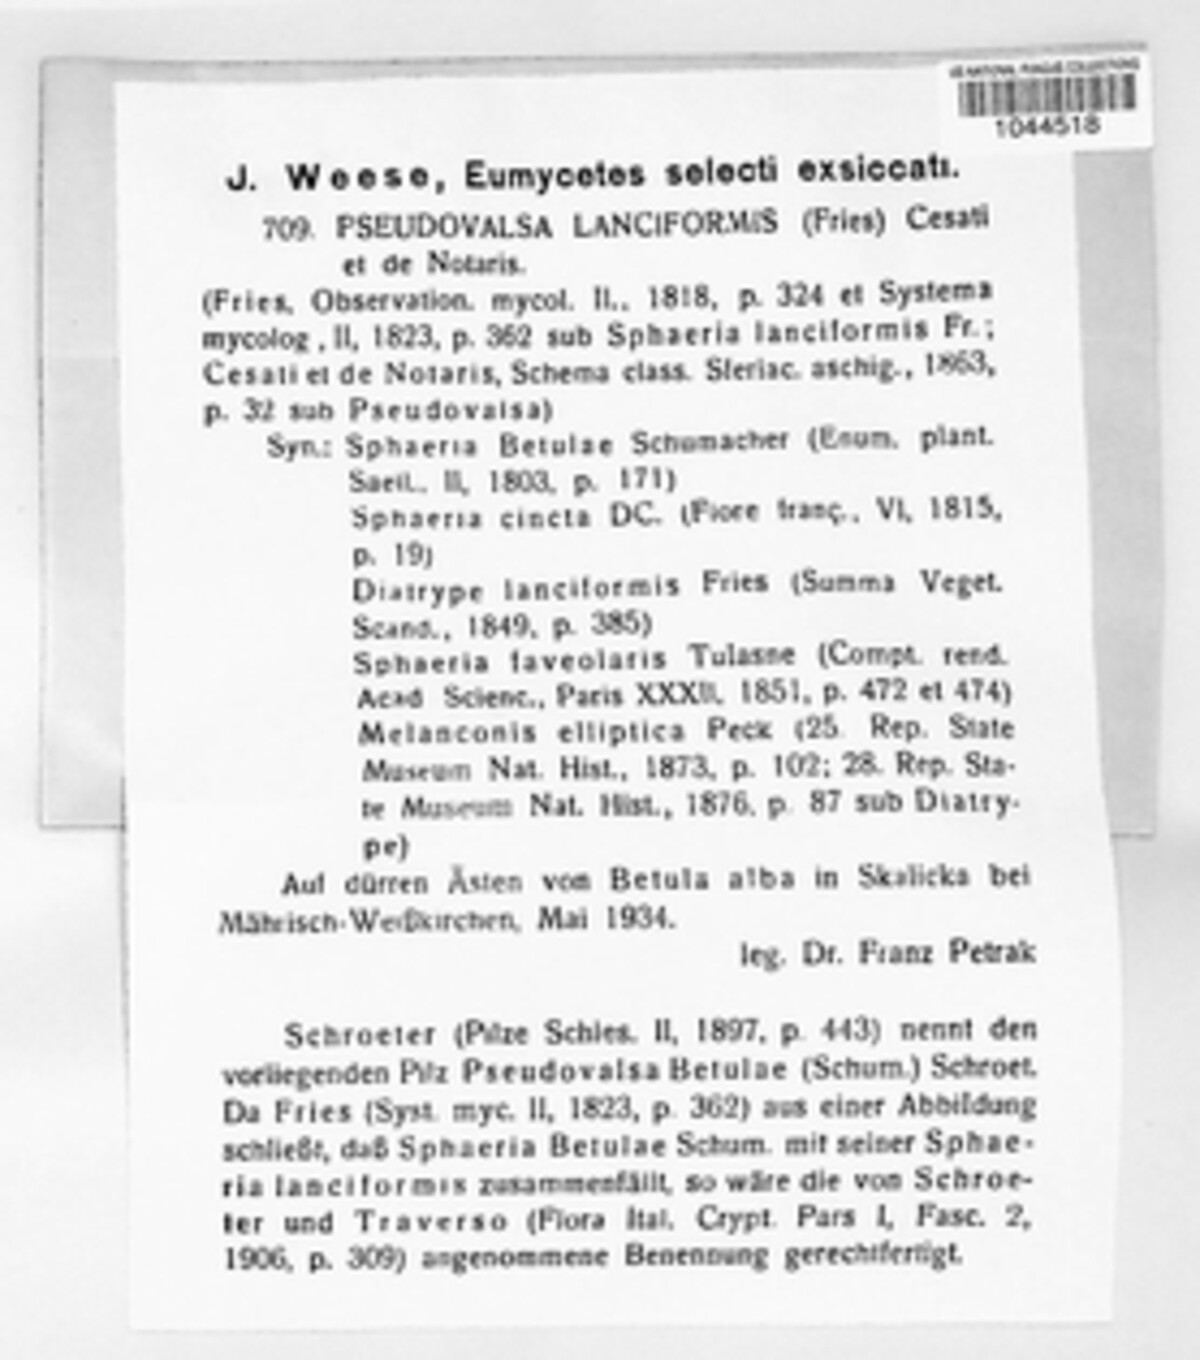 US NATIONAL FUNGUS COLLECTIONS
1044518
J. Weese, Eumycetes selecti exsiccati.
709. PSEUDOVALSA LANCIFORMIS (Fries) Cesati
et de Notaris.
(Fries, Observation. mycol. II., 1818, p. 324 et Systema
mycolog., II, 1823, p. 362 sub Sphaeria lanciformis Fr.;
Cesati et de Notaris, Schema class. Sferiac. aschig., 1863,
p. 32 sub Pseudovalsa)
Syn.: Sphaeria Betulae Schumacher (Enum. plant.
Saell., II, 1803, p. 171)
Sphaeria cincta DC. (Flore franç., VI, 1815,
p. 19)
Diatrype lanciformis Fries (Summa Veget.
Scand., 1849, p. 385)
Sphaeria faveolaris Tulasne (Compt. rend.
Acad Scienc., Paris XXXII, 1851, p. 472 et 474)
Melanconis elliptica Peck (25. Rep. State
Museum Nat. Hist., 1873, p. 102; 28. Rep. Sta-
te Museum Nat. Hist., 1876, p. 87 sub Diatry-
pe)
Auf dürren Ästen von Betula alba in Skalicka bei
Mährisch-Weißkirchen, Mai 1934.
leg. Dr. Franz Petrak
Schroeter (Pilze Schles. II, 1897, p. 443) nennt den
vorliegenden Pilz Pseudovalsa Betulae (Schum.) Schroet.
Da Fries (Syst. myc. II, 1823, p. 362) aus einer Abbildung
schließt, daß Sphaeria Betulae Schum. mit seiner Sphae-
ria lanciformis zusammenfällt, so wäre die von Schroe-
ter und Traverso (Flora Ital. Crypt. Pars I, Fasc. 2,
1906, p. 309) angenommene Benennung gerechtfertigt.